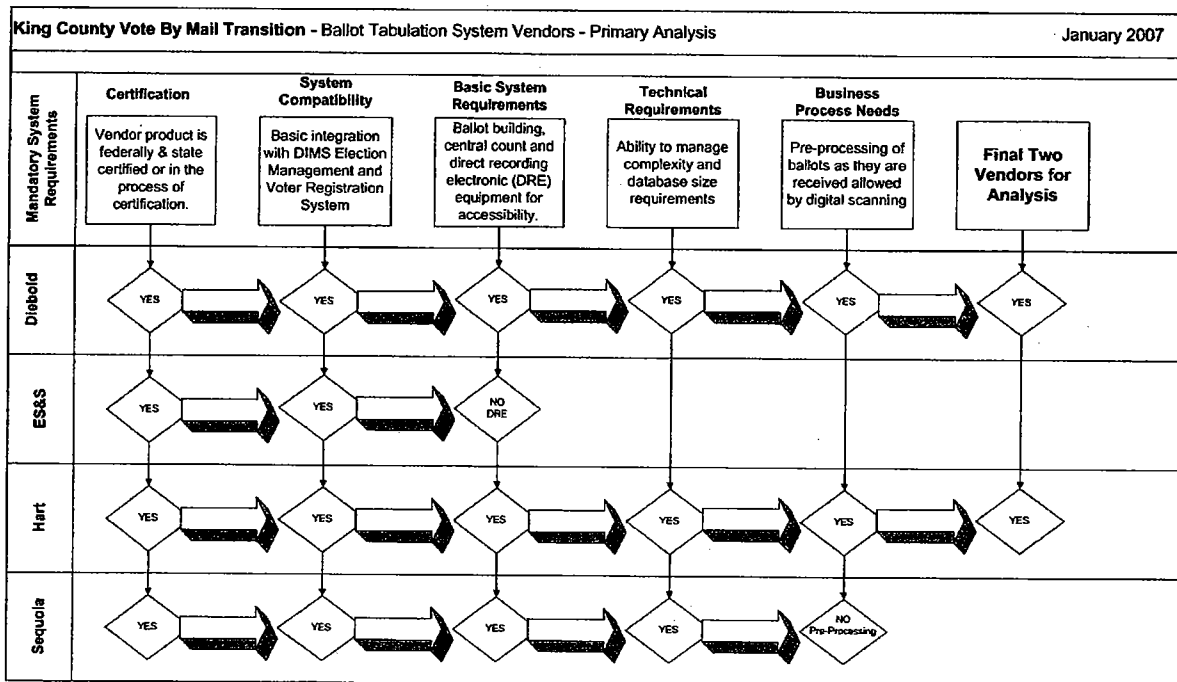 King County Vote By Mail Transition - Ballot Tabulation System Vendors - Primary Analysis January 2007
Mandatory System
Requirements
Certification
Vendor product is
federally & state
certified or in the
process of
certification.
System
Compatibility
Basic integration
with DIMS Election
Management and
Voter Registration
System
Basic System
Requirements
Ballot building,
central count and
direct recording
electronic (DRE)
equipment for
accessibility.
Technical
Requirements
Ability to manage
complexity and
database size
requirements
Business
Process Needs
Pre-processing of
ballots as they are
received allowed
by digital scanning
Final Two
Vendors for
Analysis
Diebold
YES
YES
YES
YES
YES
YES
ES&S
YES
YES
NO
DRE
Hart
YES
YES
YES
YES
YES
YES
Sequoia
YES
YES
YES
YES
NO
Pre-Processing